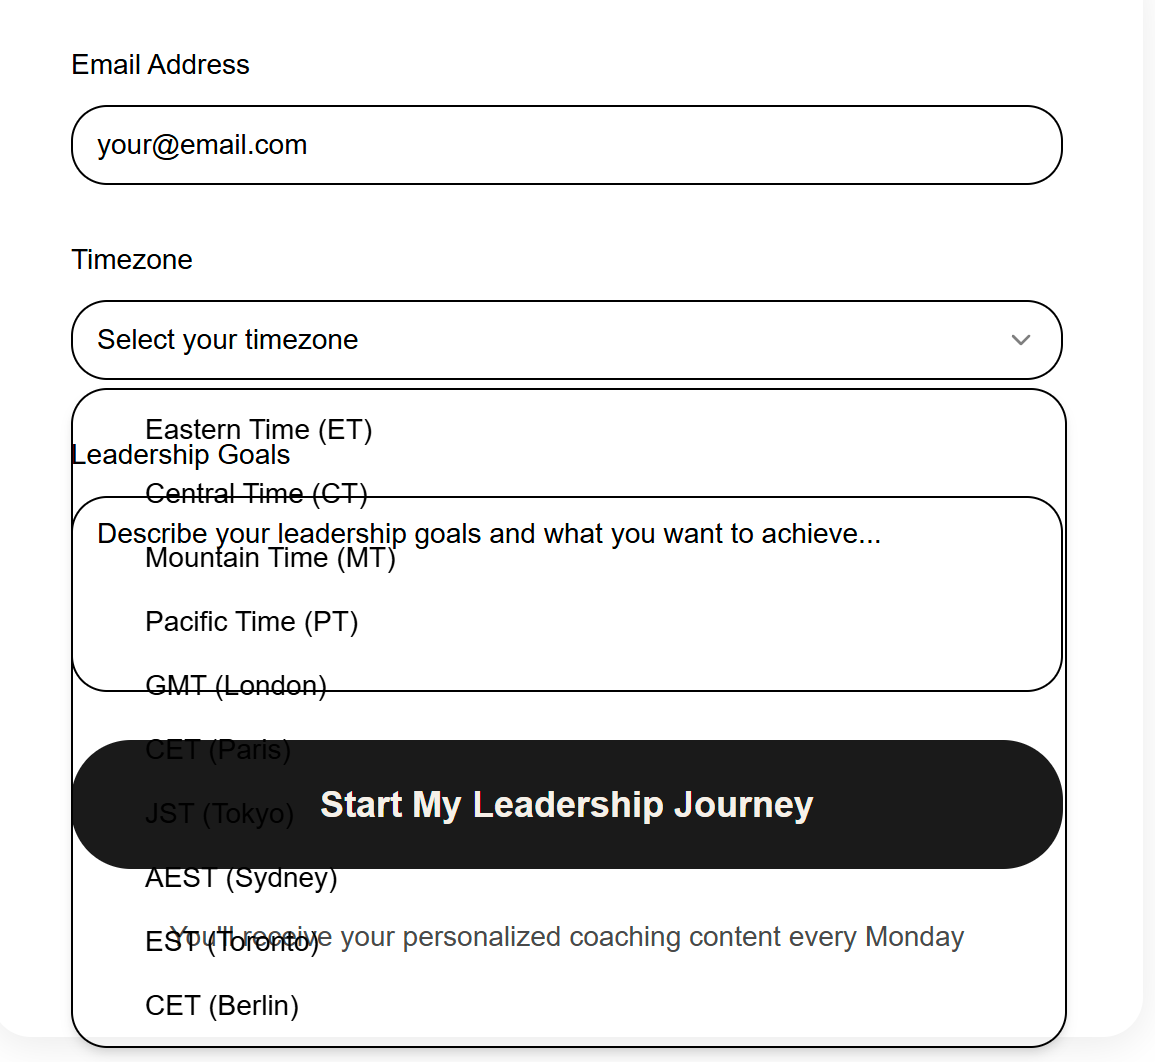 Email Address
your@email.com
Timezone
Select your timezone
Eastern Time (ET)
Leadership Goals
Central Time (CT)
Describe your leadership goals and what you want to achieve...
Mountain Time (MT)
Pacific Time (PT)
GMT (London)
CET (Paris)
Start My Leadership Journey
JST (Tokyo)
AEST (Sydney)
You'll receive your personalized coaching content every Monday
EST (Toronto)
CET (Berlin)